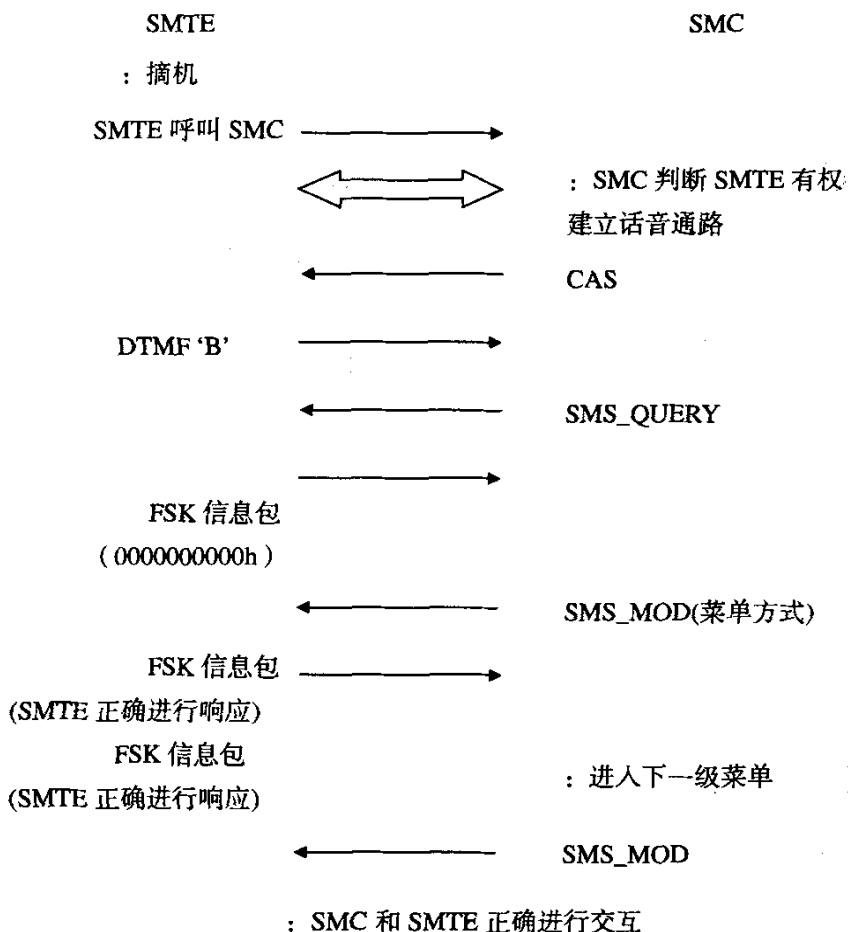 SMTE SMC
：摘机
SMTE 呼叫 SMC
：SMC 判断 SMTE 有权
建立话音通路
CAS
DTMF ‘B’
SMS_QUERY
FSK 信息包
（0000000000h）
SMS_MOD(菜单方式)
FSK 信息包
(SMTE 正确进行响应)
FSK 信息包
(SMTE 正确进行响应)
：进入下一级菜单
SMS_MOD
：SMC 和 SMTE 正确进行交互